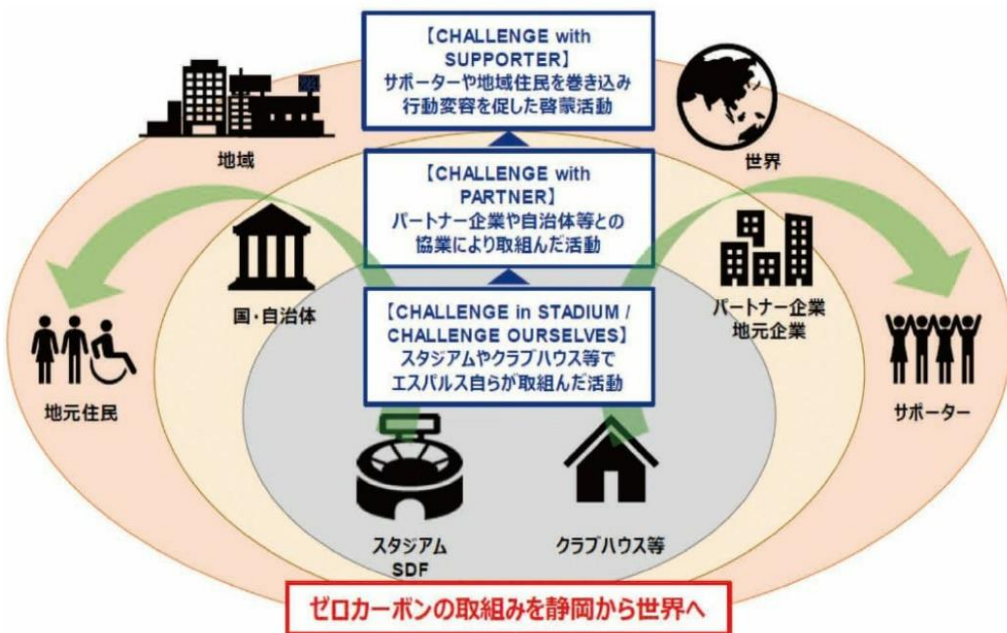 【CHALLENGE with
SUPPORTER】
サポーターや地域住民を巻き込み
行動変容を促した啓蒙活動
地域
世界
【CHALLENGE with
PARTNER】
パートナー企業や自治体等との
協業により取組んだ活動
国・自治体
パートナー企業
地元企業
【CHALLENGE in STADIUM /
CHALLENGE OURSELVES】
スタジアムやクラブハウス等で
エスパルス自らが取組んだ活動
地元住民
サポーター
スタジアム
SDF
クラブハウス等
ゼロカーボンの取組みを静岡から世界へ